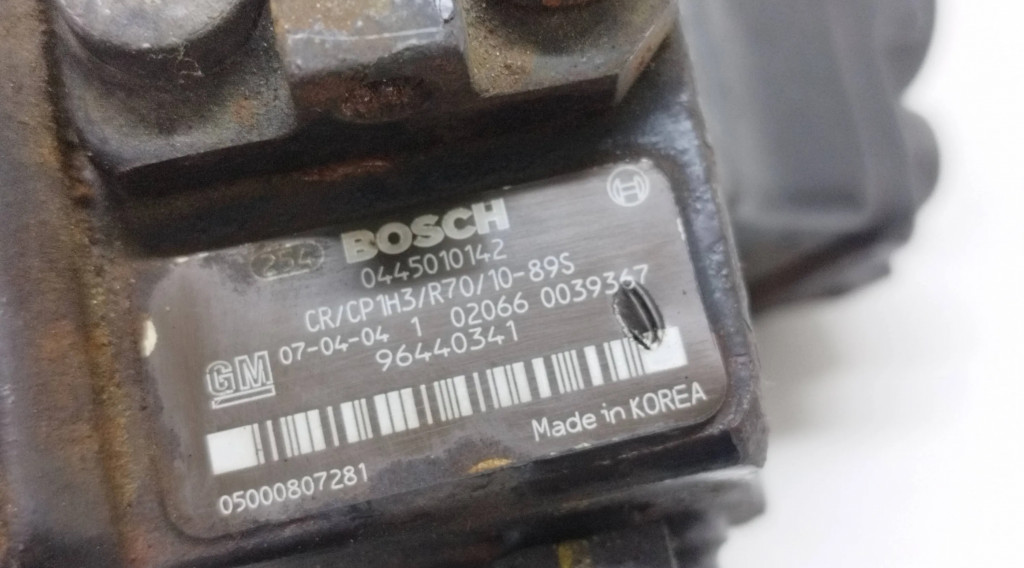 BOSCH
254
0445010142
CR/CP1H3/R70/10-89S
GM 07-04-04 1 02066 0039367
96440341
Made in KOREA
05000807281